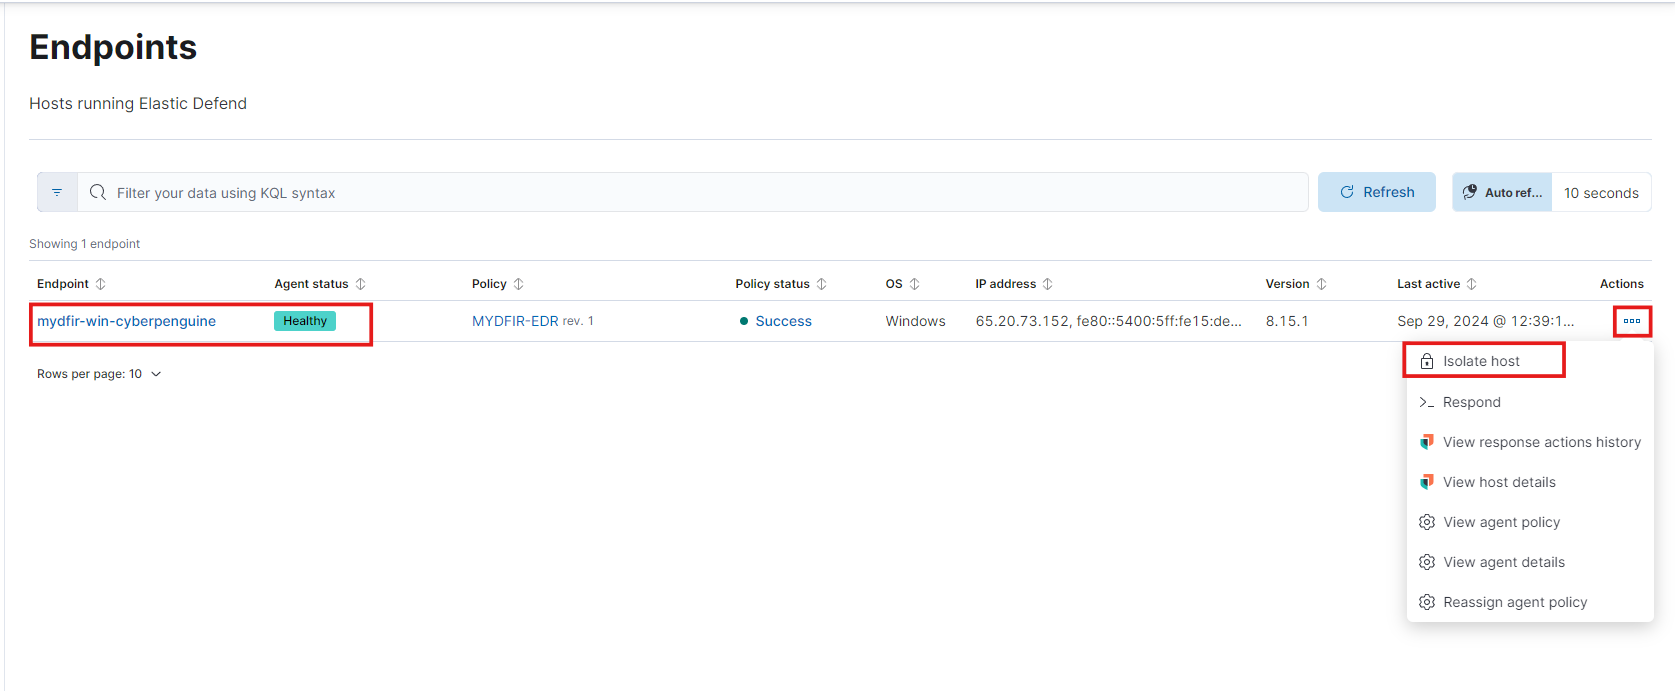 Endpoints
Hosts running Elastic Defend
Filter your data using KQL syntax
Refresh
Auto ref... 10 seconds
Showing 1 endpoint
Endpoint Agent status Policy Policy status OS IP address Version Last active Actions
mydfir-win-cyberpenguine Healthy MYDFIR-EDR rev. 1 Success Windows 65.20.73.152, fe80::5400:5ff:fe15:de... 8.15.1 Sep 29, 2024 @ 12:39:1...
Rows per page: 10
Isolate host
Respond
View response actions history
View host details
View agent policy
View agent details
Reassign agent policy